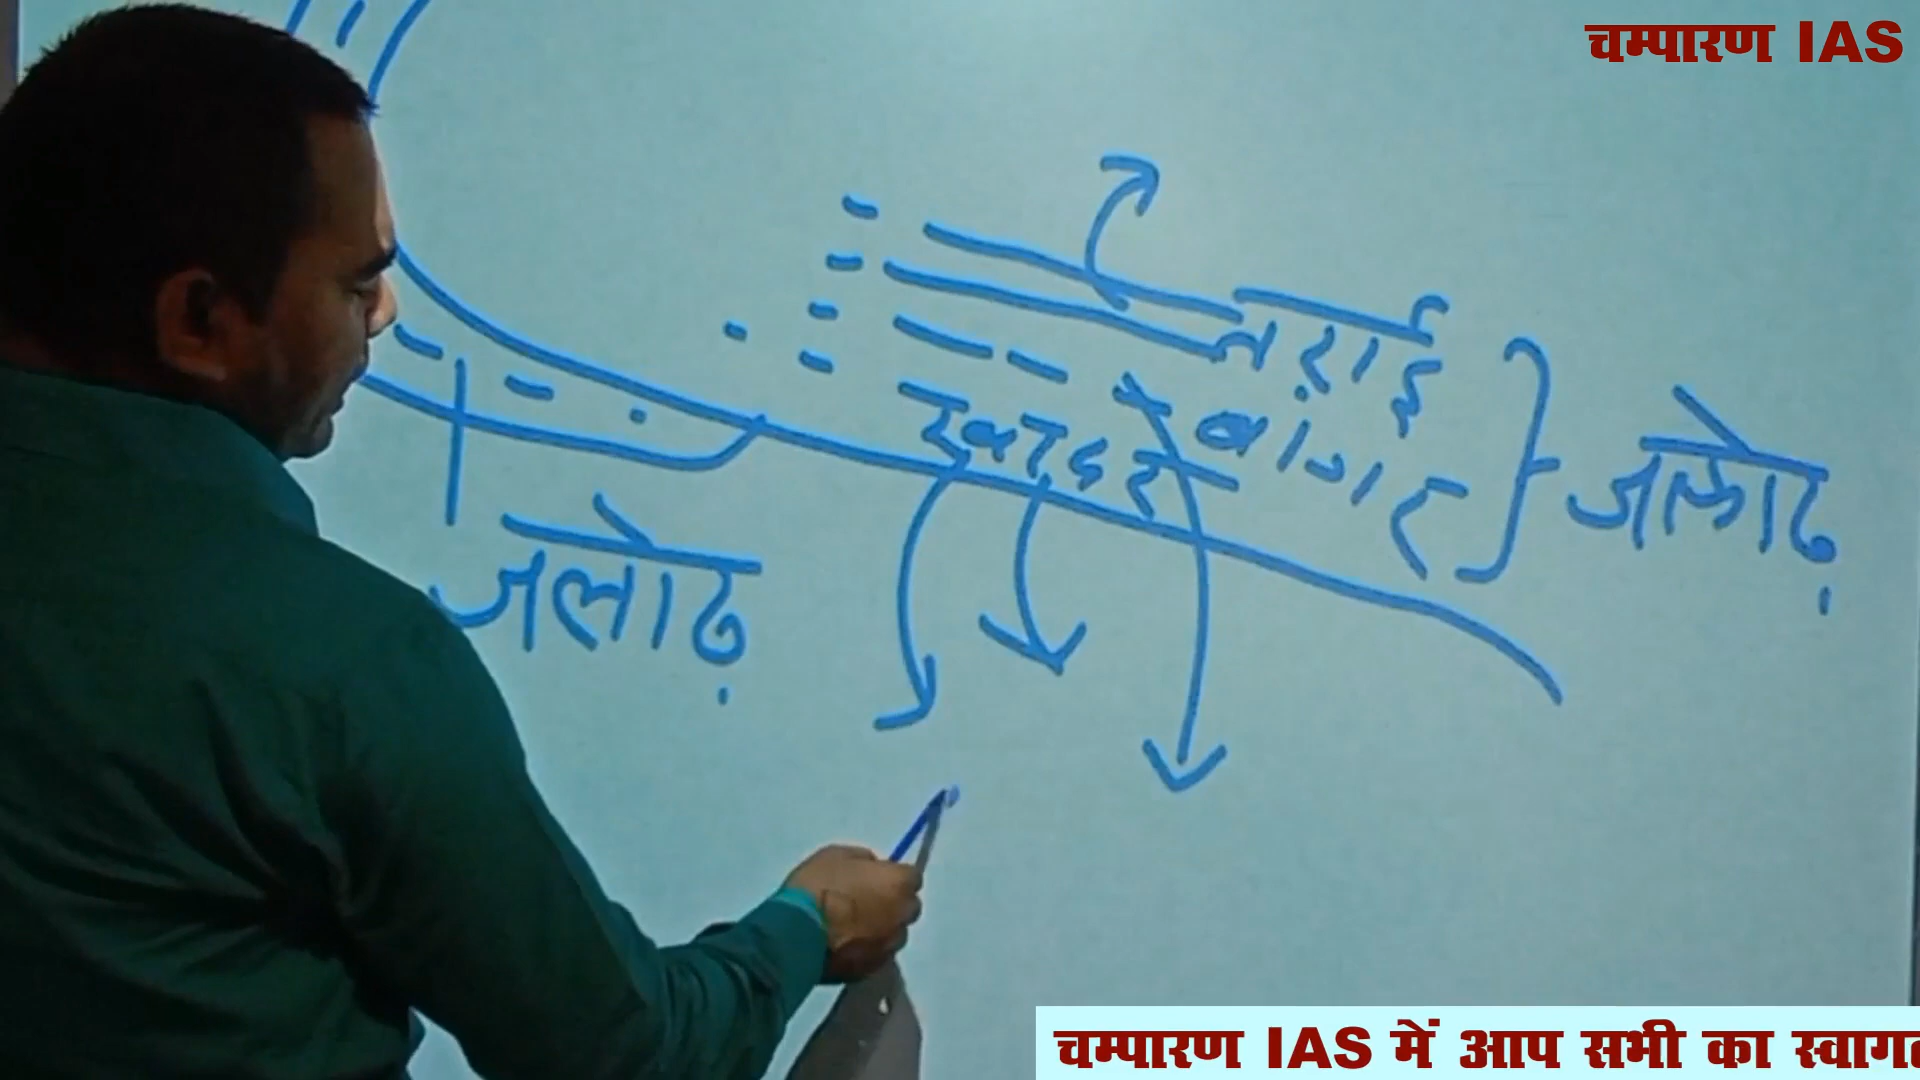 चम्पारण IAS
तराई
बांगर
खादर
जलोढ़
जलोढ़
चम्पारण IAS में आप सभी का स्वागत